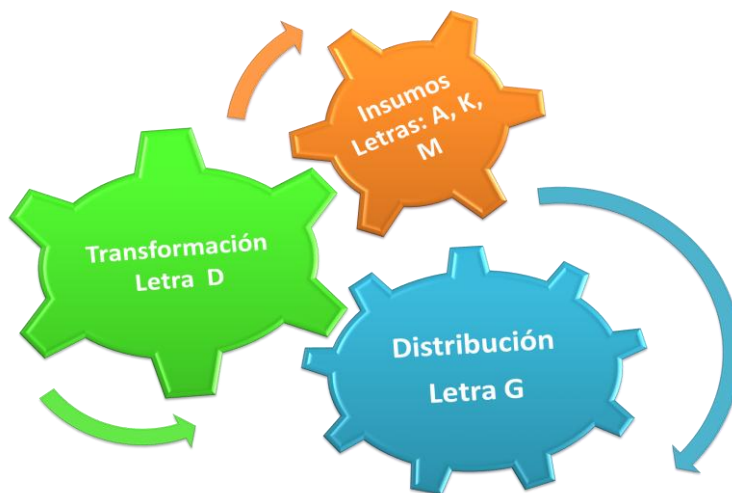 Insumos
Letras: A, K,
M
Transformación
Letra D
Distribución
Letra G